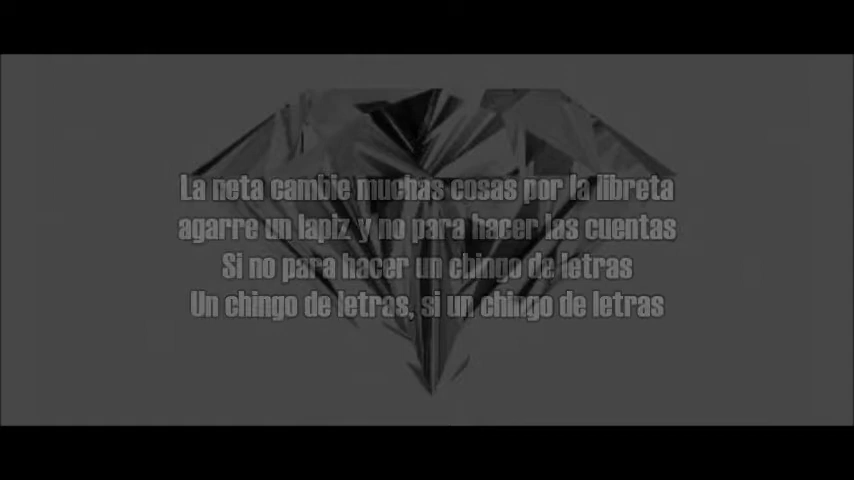 La neta cambie muchas cosas por la libreta
agarre un lapiz y no para hacer las cuentas
Si no para hacer un chingo de letras
Un chingo de letras, si un chingo de letras